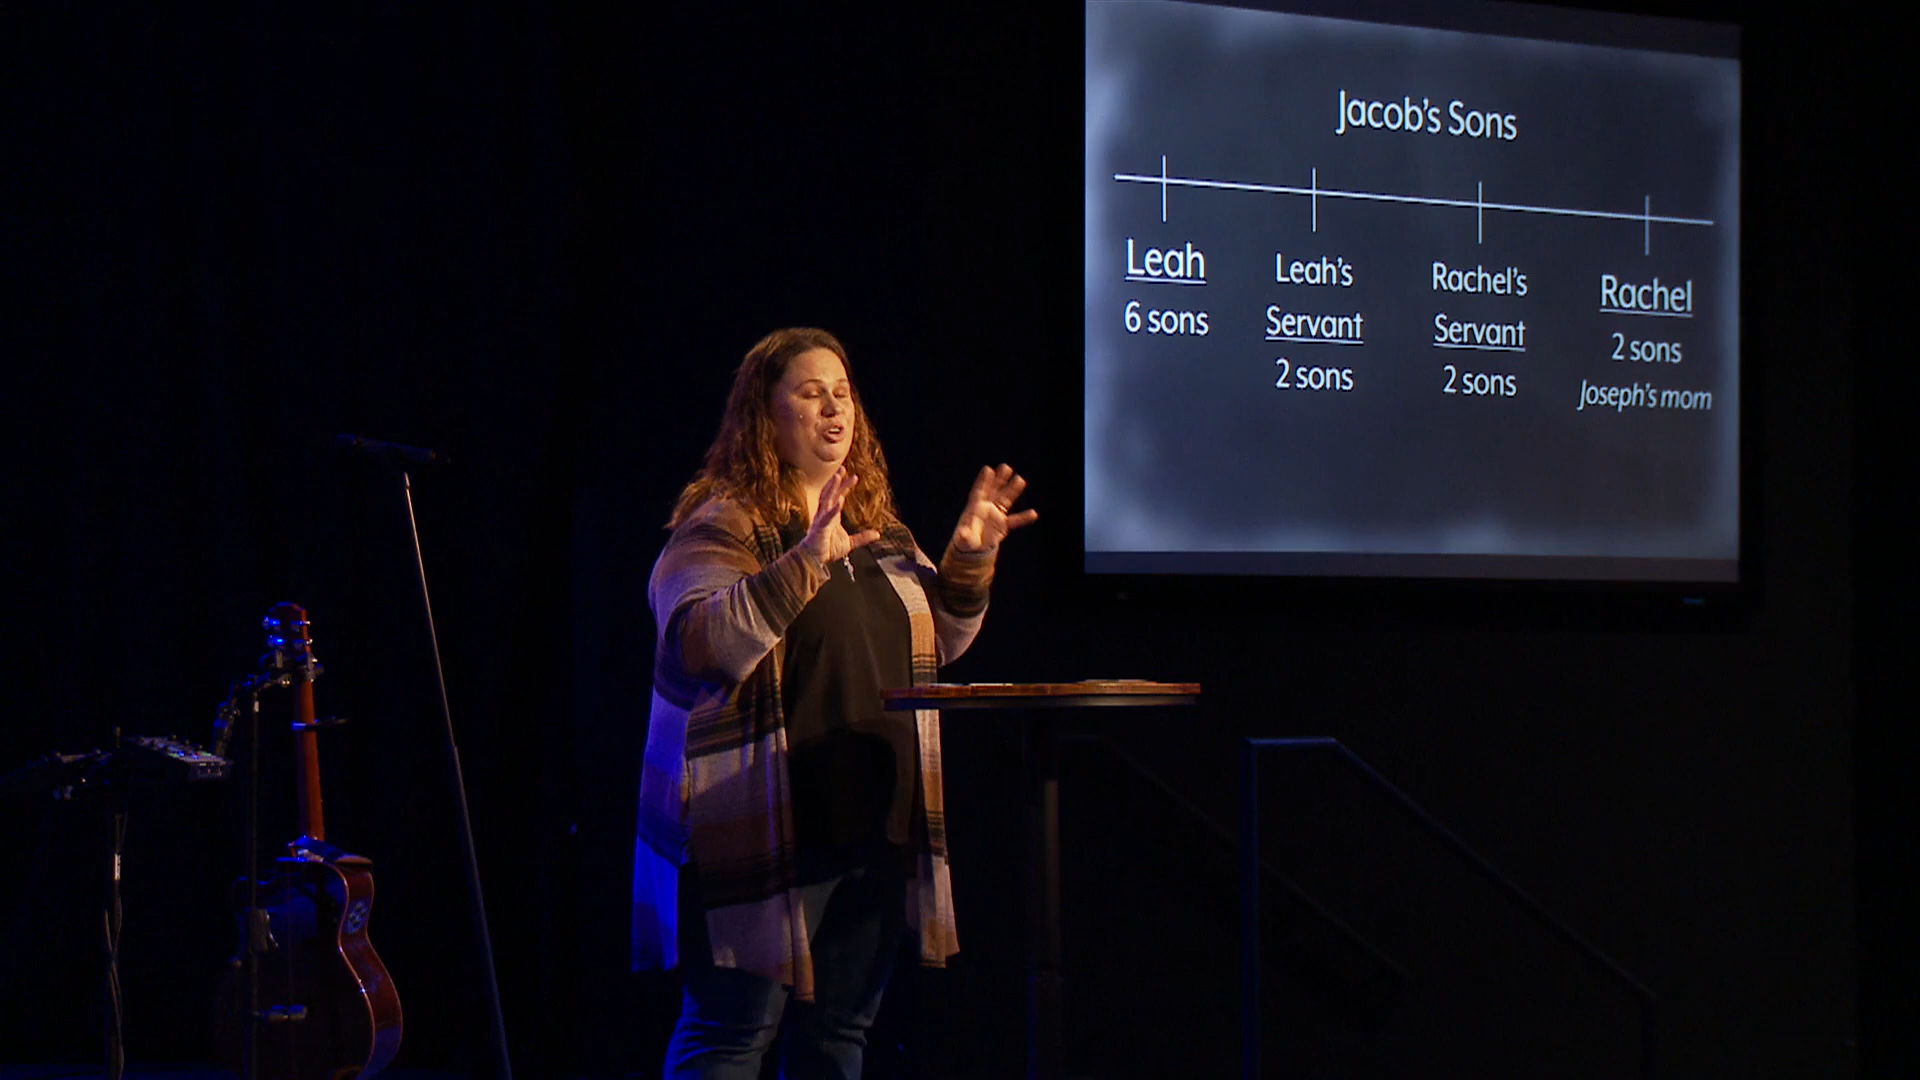 Jacob's Sons
Leah
6 sons
Leah's
Servant
2 sons
Rachel's
Servant
2 sons
Rachel
2 sons
Joseph's mom